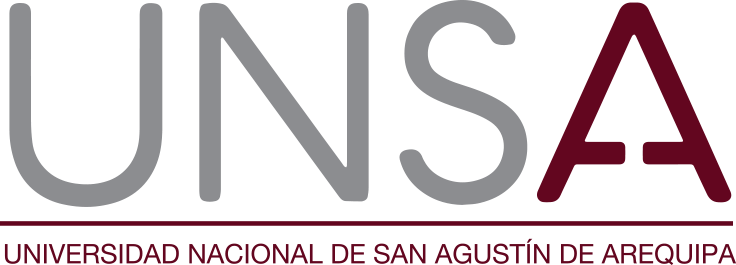 UNSA
UNIVERSIDAD NACIONAL DE SAN AGUSTÍN DE AREQUIPA